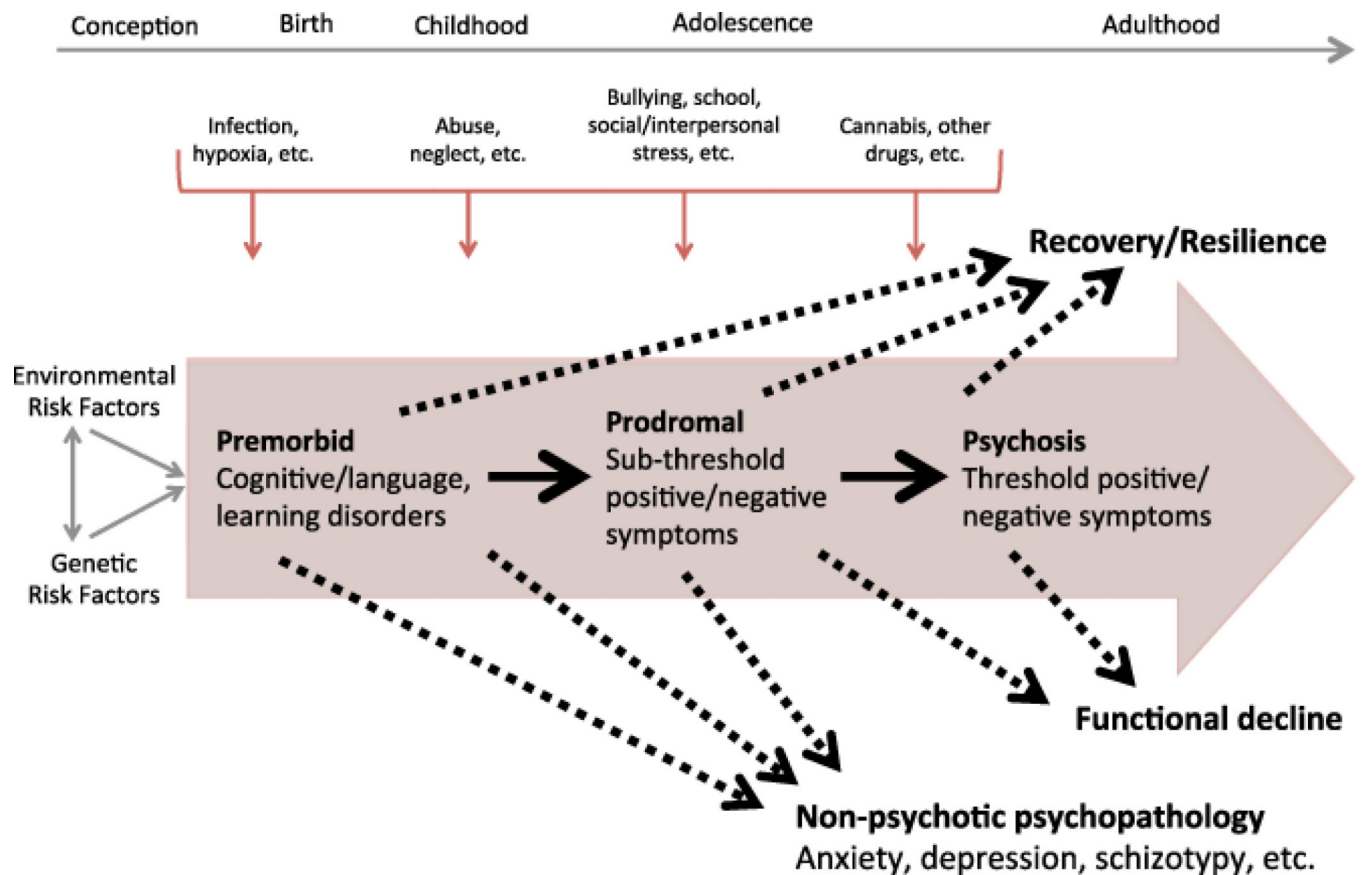 Conception
Birth
Childhood
Adolescence
Adulthood
Infection,
hypoxia, etc.
Abuse,
neglect, etc.
Bullying, school,
social/interpersonal
stress, etc.
Cannabis, other
drugs, etc.
Recovery/Resilience
Environmental
Risk Factors
Genetic
Risk Factors
Premorbid
Cognitive/language,
learning disorders
Prodromal
Sub-threshold
positive/negative
symptoms
Psychosis
Threshold positive/
negative symptoms
Functional decline
Non-psychotic psychopathology
Anxiety, depression, schizotypy, etc.